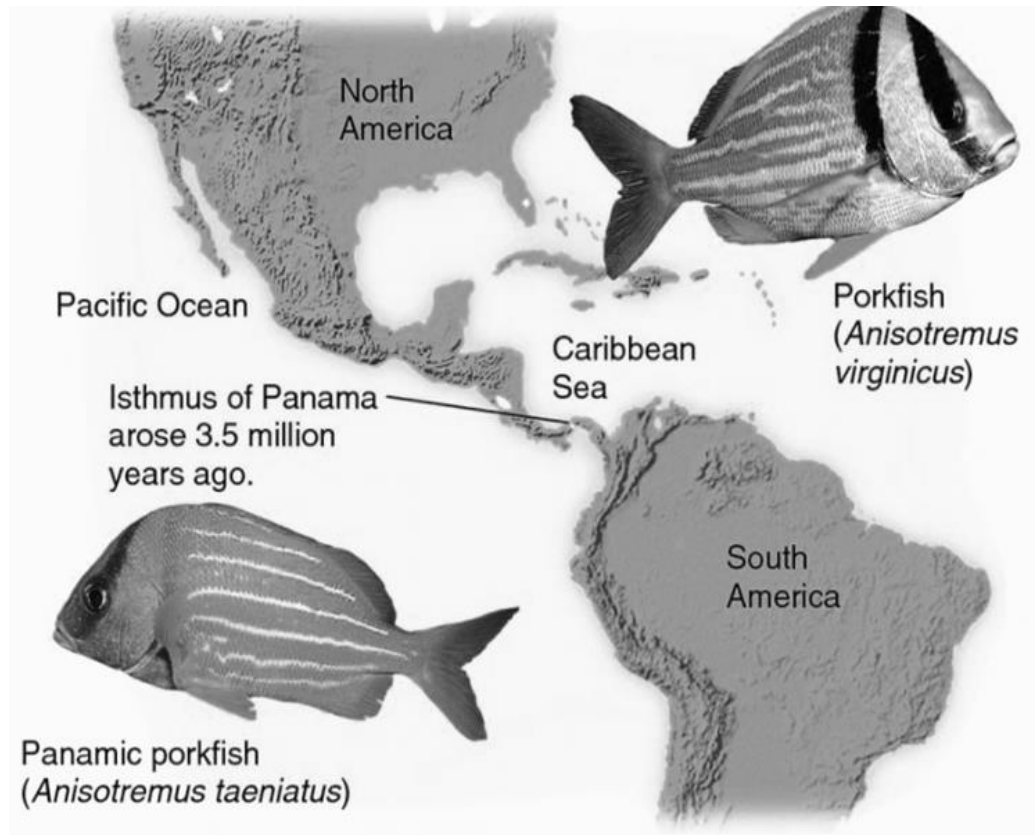 North
America
Pacific Ocean
Porkfish
(Anisotremus
virginicus)
Caribbean
Sea
Isthmus of Panama
arose 3.5 million
years ago.
South
America
Panamic porkfish
(Anisotremus taeniatus)